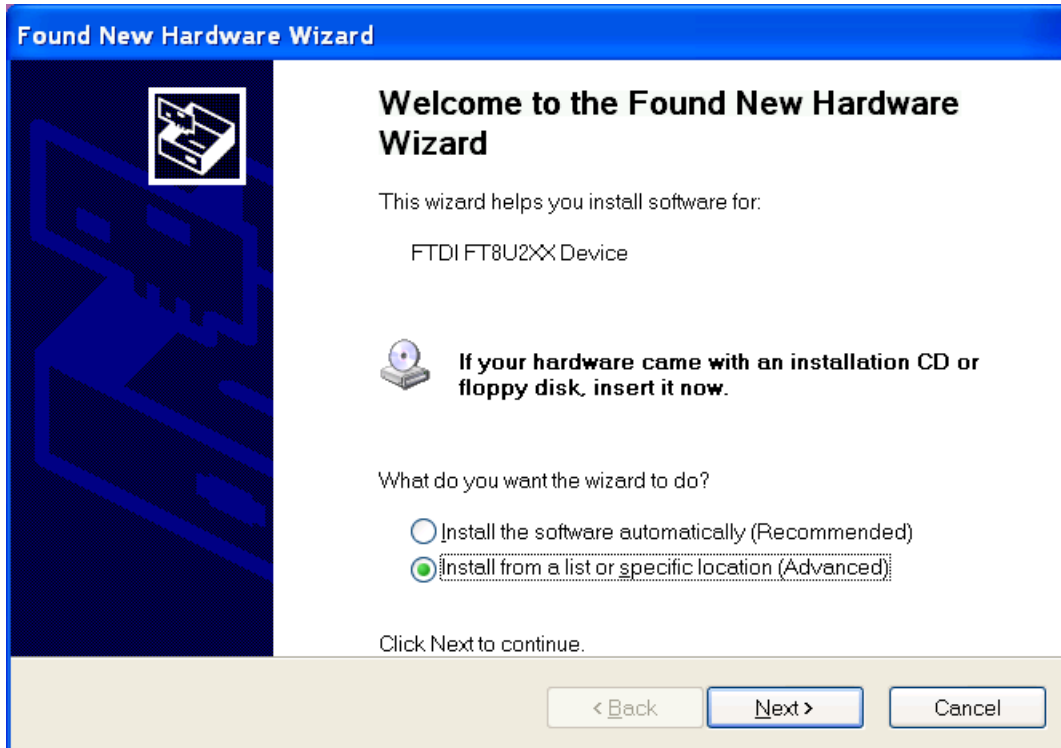 Found New Hardware Wizard
Welcome to the Found New Hardware
Wizard
This wizard helps you install software for:
FTDI FT8U2XX Device
If your hardware came with an installation CD or
floppy disk, insert it now.
What do you want the wizard to do?
Install the software automatically (Recommended)
Install from a list or specific location (Advanced)
Click Next to continue.
< Back Next > Cancel